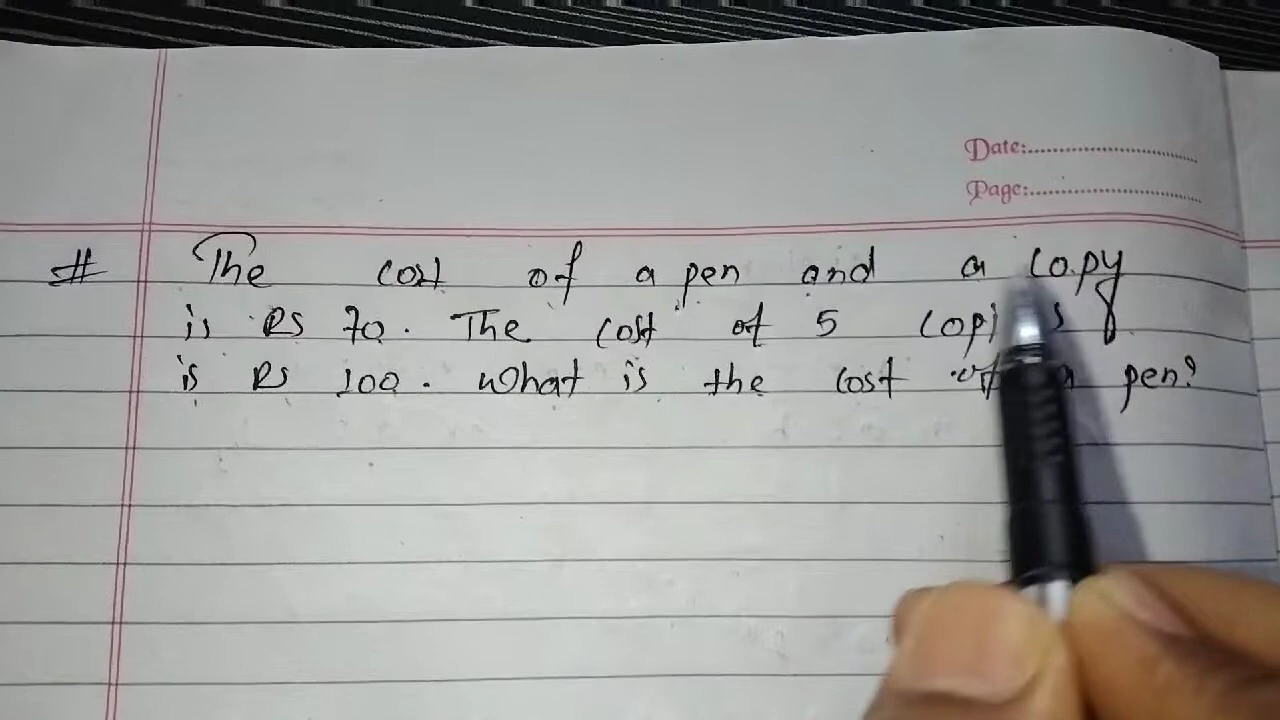 Date:
Page:
# The cost of a pen and a copy
is RS 70. The cost of 5
is RS 100. What is the cost pen?